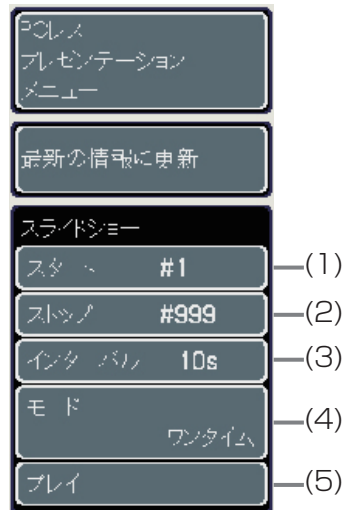 PCレス
プレゼンテーション
メニュー
最新の情報に更新
スライドショー
スタート #1 (1)
ストップ #999 (2)
インターバル 10s (3)
モード (4)
ワンタイム
プレイ (5)